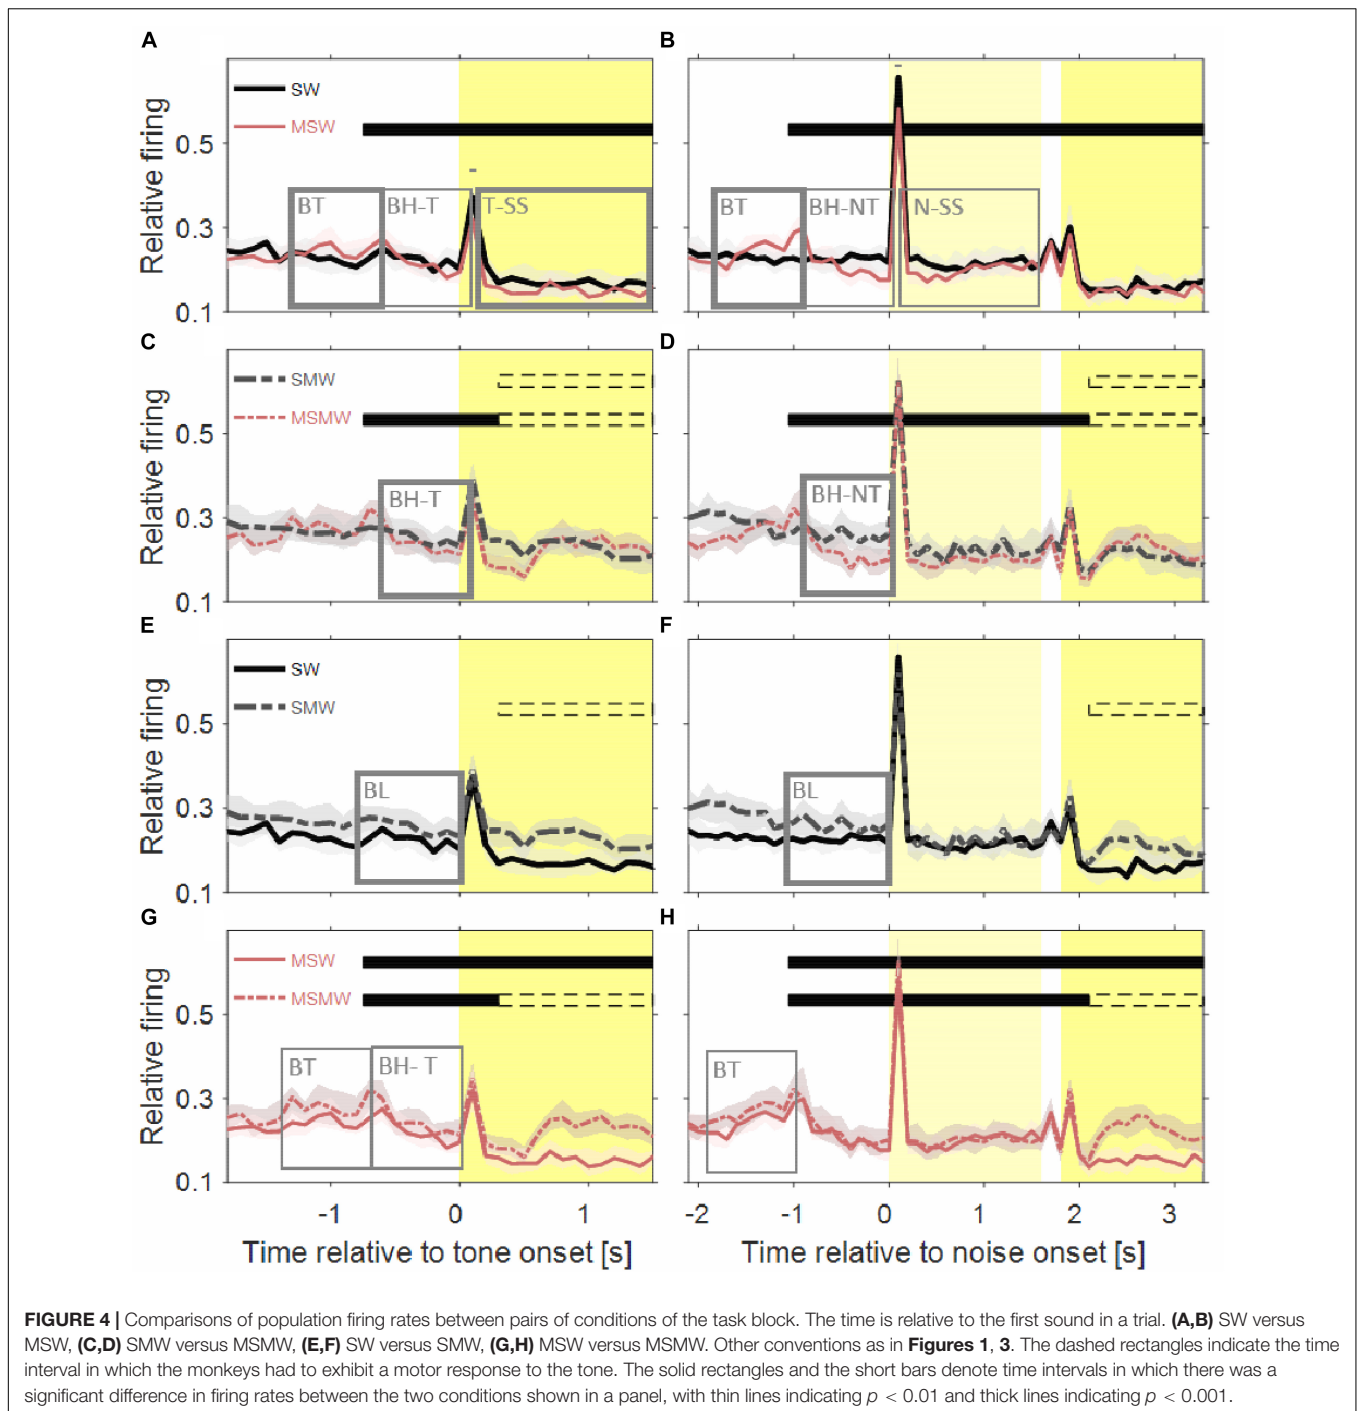 A
B
Relative firing
0.5
0.3
0.1
SW
MSW
BT
BH-T
T-SS
BT
BH-NT
N-SS
C
D
Relative firing
0.5
0.3
0.1
SMW
MSMW
BH-T
BH-NT
E
F
Relative firing
0.5
0.3
0.1
SW
SMW
BL
BL
G
H
Relative firing
0.5
0.3
0.1
MSW
MSMW
BT
BH- T
BT
-1 0 1
-2 -1 0 1 2 3
Time relative to tone onset [s]
Time relative to noise onset [s]
FIGURE 4 | Comparisons of population firing rates between pairs of conditions of the task block. The time is relative to the first sound in a trial. (A,B) SW versus
MSW, (C,D) SMW versus MSMW, (E,F) SW versus SMW, (G,H) MSW versus MSMW. Other conventions as in Figures 1, 3. The dashed rectangles indicate the time
interval in which the monkeys had to exhibit a motor response to the tone. The solid rectangles and the short bars denote time intervals in which there was a
significant difference in firing rates between the two conditions shown in a panel, with thin lines indicating p < 0.01 and thick lines indicating p < 0.001.